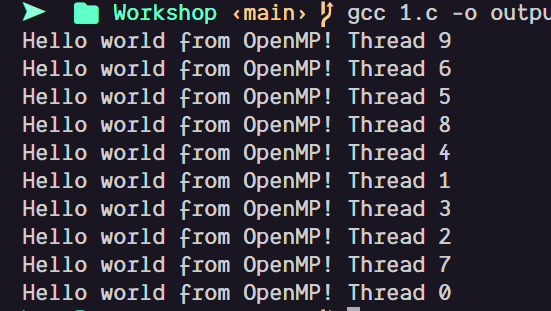 Workshop ‹main› gcc 1.c -o outpu
Hello world from OpenMP! Thread 9
Hello world from OpenMP! Thread 6
Hello world from OpenMP! Thread 5
Hello world from OpenMP! Thread 8
Hello world from OpenMP! Thread 4
Hello world from OpenMP! Thread 1
Hello world from OpenMP! Thread 3
Hello world from OpenMP! Thread 2
Hello world from OpenMP! Thread 7
Hello world from OpenMP! Thread 0